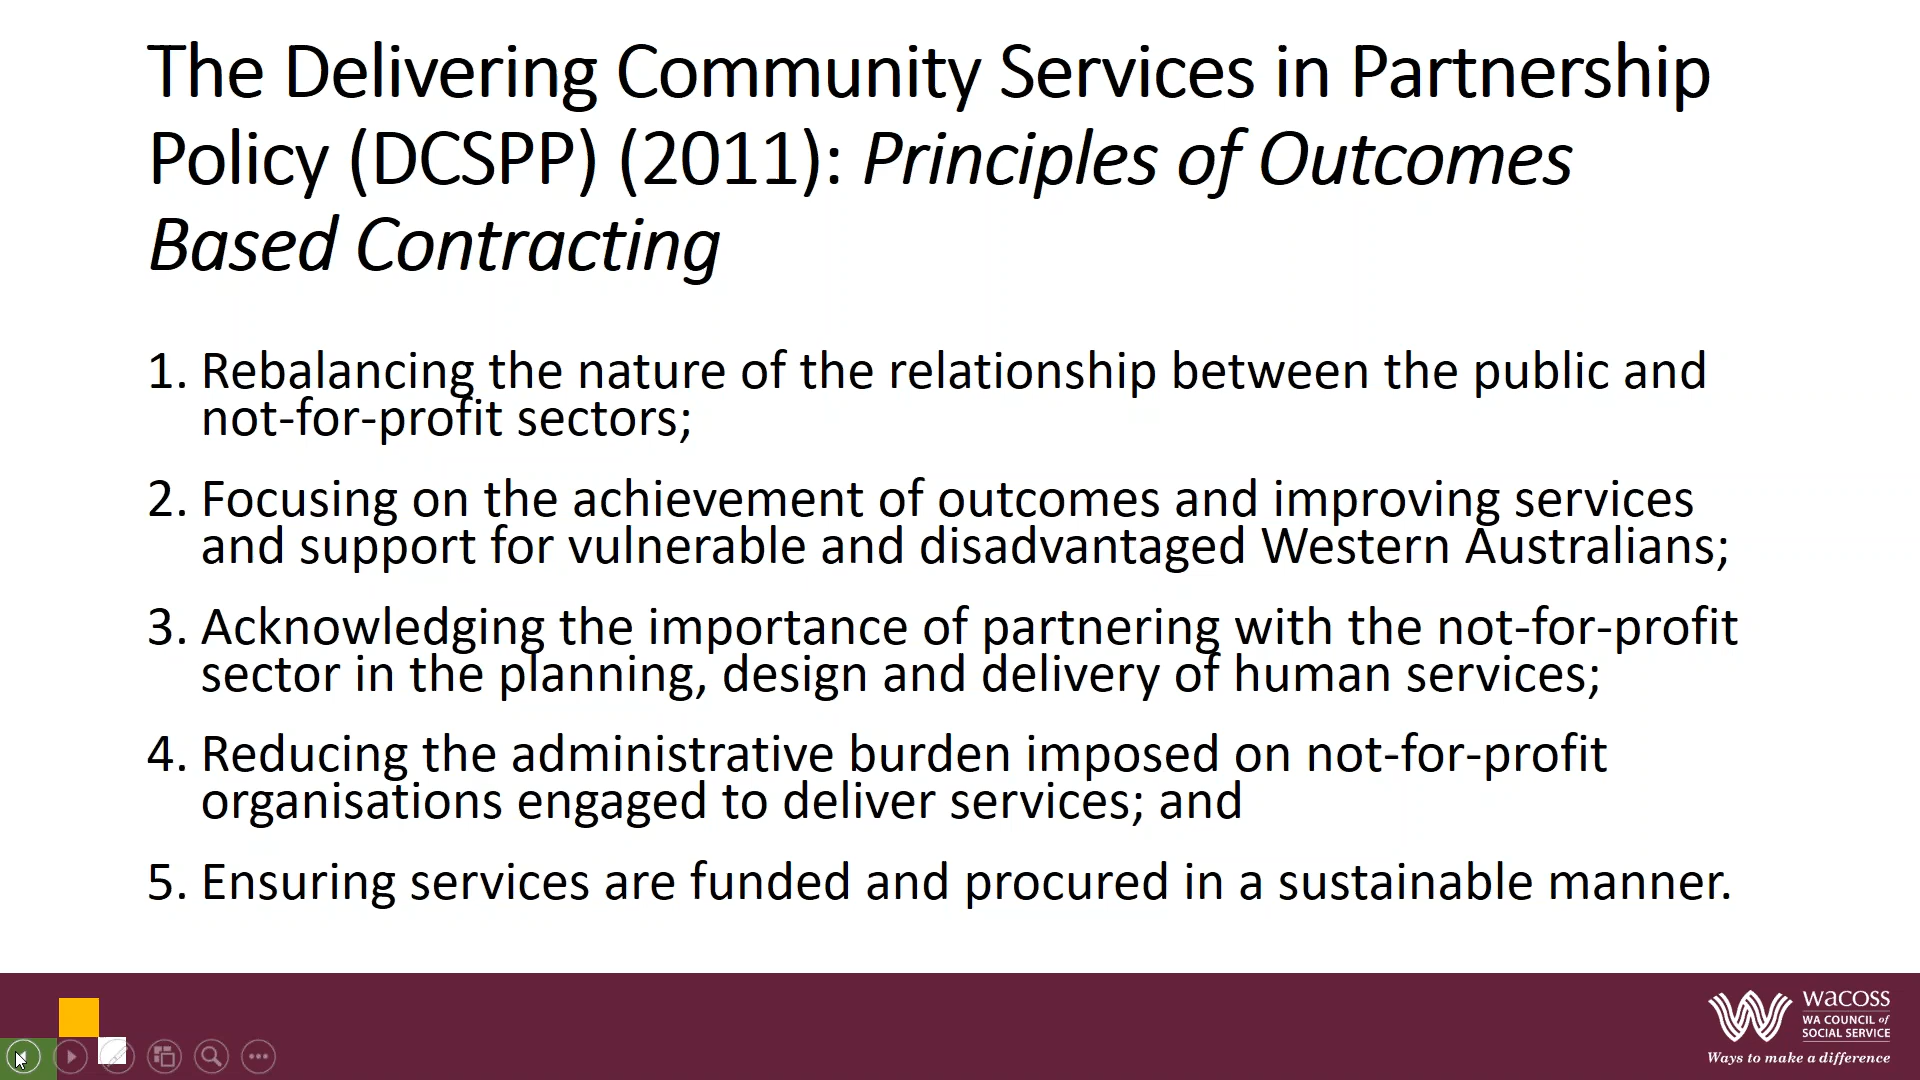 The Delivering Community Services in Partnership
Policy (DCSPP) (2011): Principles of Outcomes
Based Contracting
1. Rebalancing the nature of the relationship between the public and
not-for-profit sectors;
2. Focusing on the achievement of outcomes and improving services
and support for vulnerable and disadvantaged Western Australians;
3. Acknowledging the importance of partnering with the not-for-profit
sector in the planning, design and delivery of human services;
4. Reducing the administrative burden imposed on not-for-profit
organisations engaged to deliver services; and
5. Ensuring services are funded and procured in a sustainable manner.
wacoss
WA COUNCIL of
SOCIAL SERVICE
Ways to make a difference